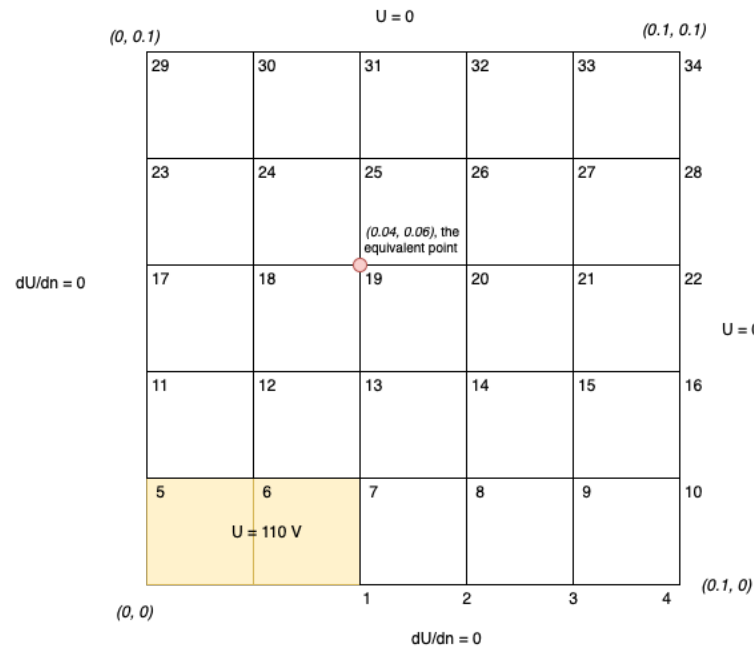 U = 0
(0, 0.1)
(0.1, 0.1)
29 30 31 32 33 34
23 24 25 26 27 28
(0.04, 0.06), the
equivalent point
dU/dn = 0
17 18 19 20 21 22
U = 0
11 12 13 14 15 16
5 6 7 8 9 10
U = 110 V
(0, 0)
1 2 3 4
(0.1, 0)
dU/dn = 0